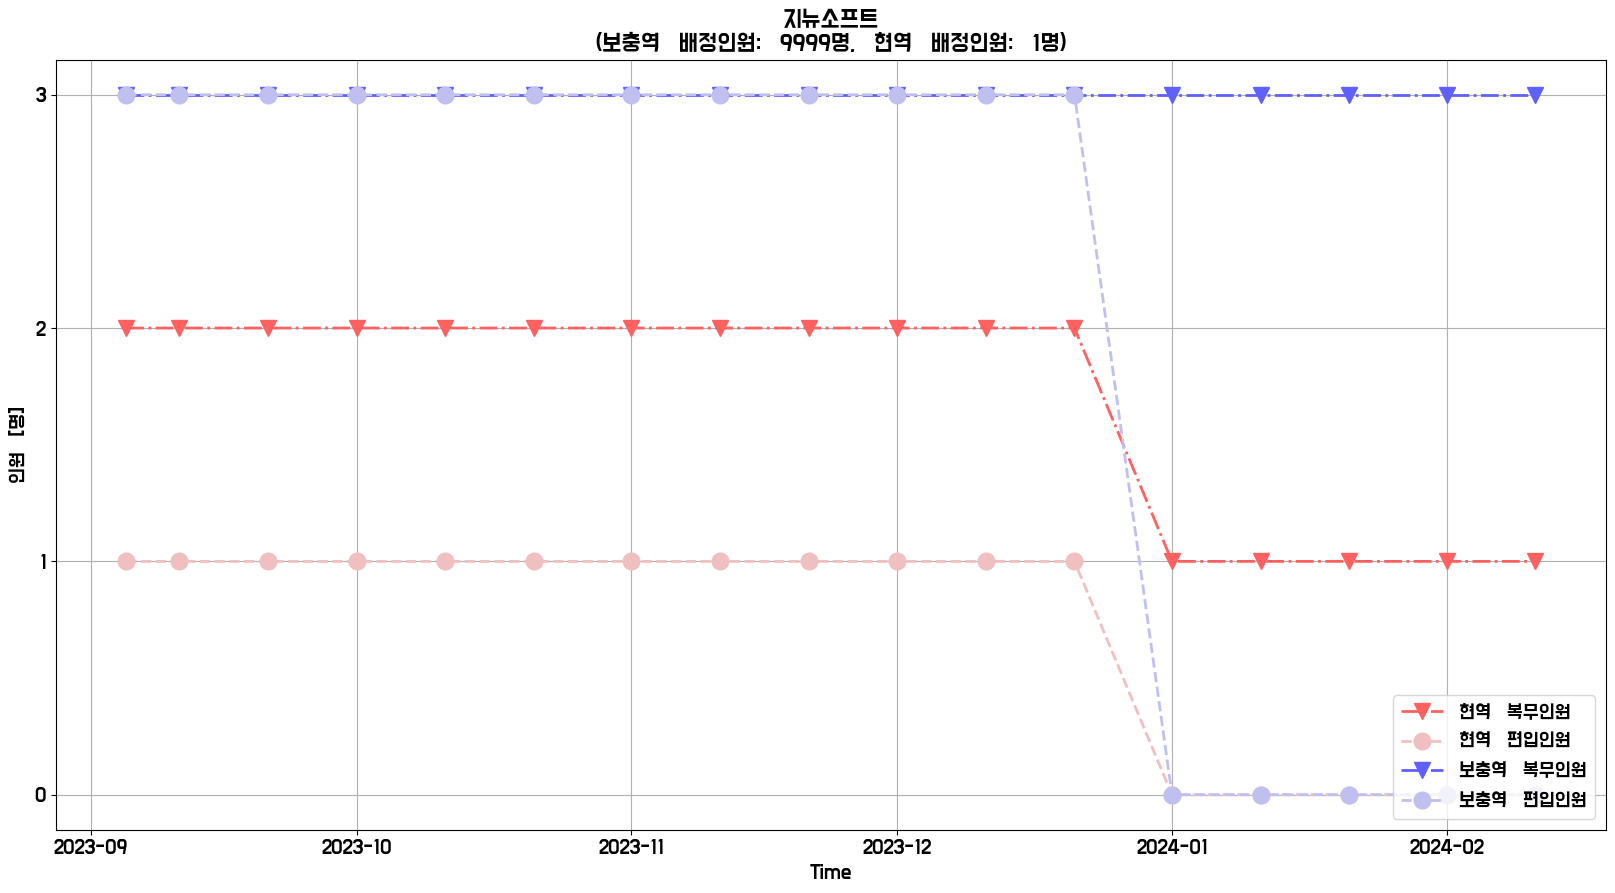 지뉴소프트
(보충역 배정인원: 9999명, 현역 배정인원: 1명)
인원 [명]
3
2
1
0
2023-09
2023-10
2023-11
2023-12
2024-01
2024-02
Time
현역 복무인원
현역 편입인원
보충역 복무인원
보충역 편입인원